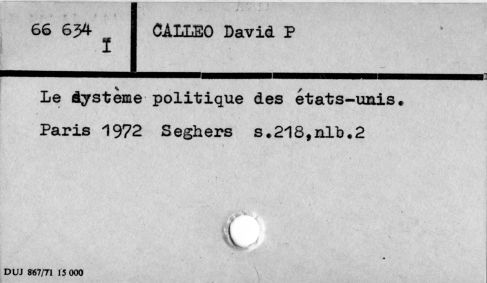 66 634 CALLEO David P
I
Le système politique des états-unis.
Paris 1972 Seghers s.218,nlb.2
DUJ 867/71 15 000